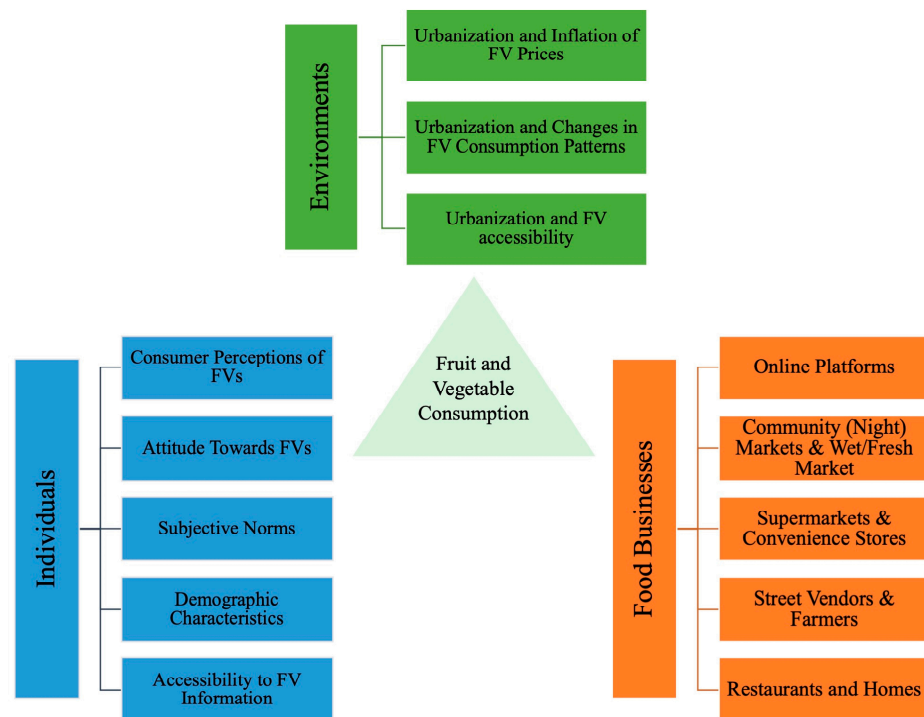 Environments
Urbanization and Inflation of
FV Prices
Urbanization and Changes in
FV Consumption Patterns
Urbanization and FV
accessibility
Fruit and
Vegetable
Consumption
Individuals
Consumer Perceptions of
FVs
Attitude Towards FVs
Subjective Norms
Demographic
Characteristics
Accessibility to FV
Information
Food Businesses
Online Platforms
Community (Night)
Markets & Wet/Fresh
Market
Supermarkets &
Convenience Stores
Street Vendors &
Farmers
Restaurants and Homes